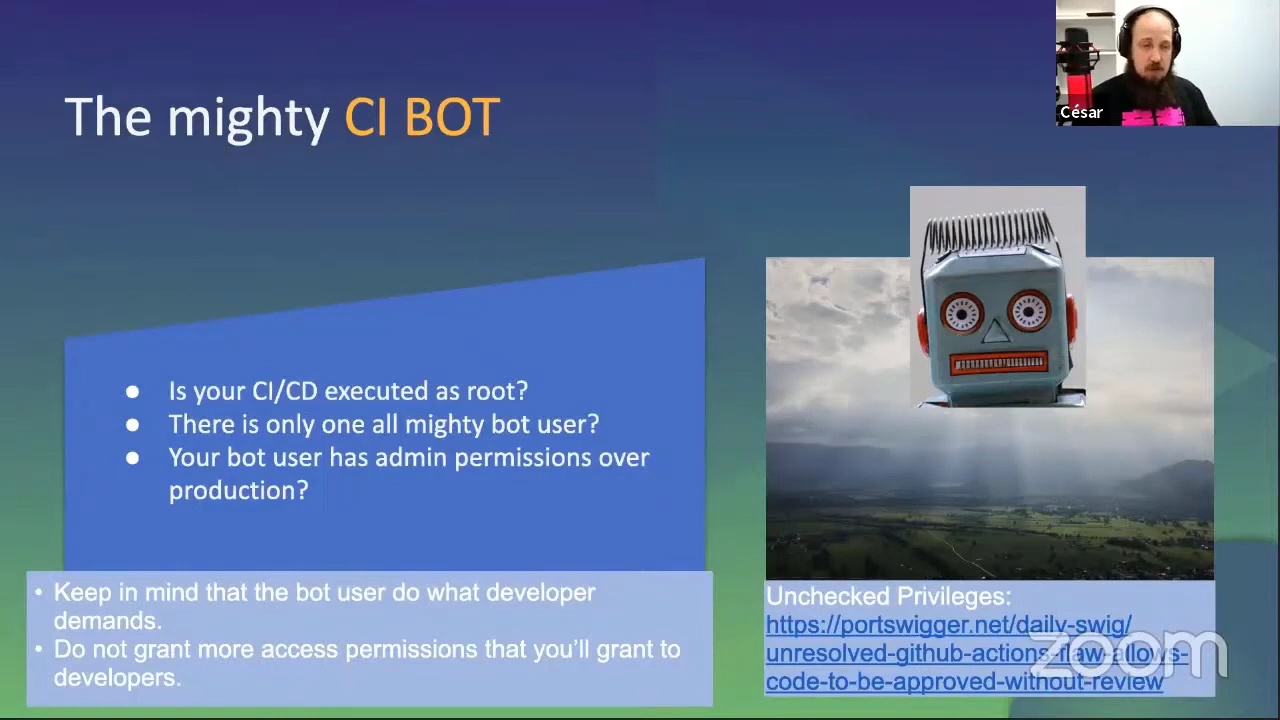 César
The mighty CI BOT
● Is your CI/CD executed as root?
● There is only one all mighty bot user?
● Your bot user has admin permissions over
production?
• Keep in mind that the bot user do what developer
demands.
• Do not grant more access permissions that you’ll grant to
developers.
Unchecked Privileges:
https://portswigger.net/daily-swig/
unresolved-github-actions-flaw-allows-
code-to-be-approved-without-review
zoom